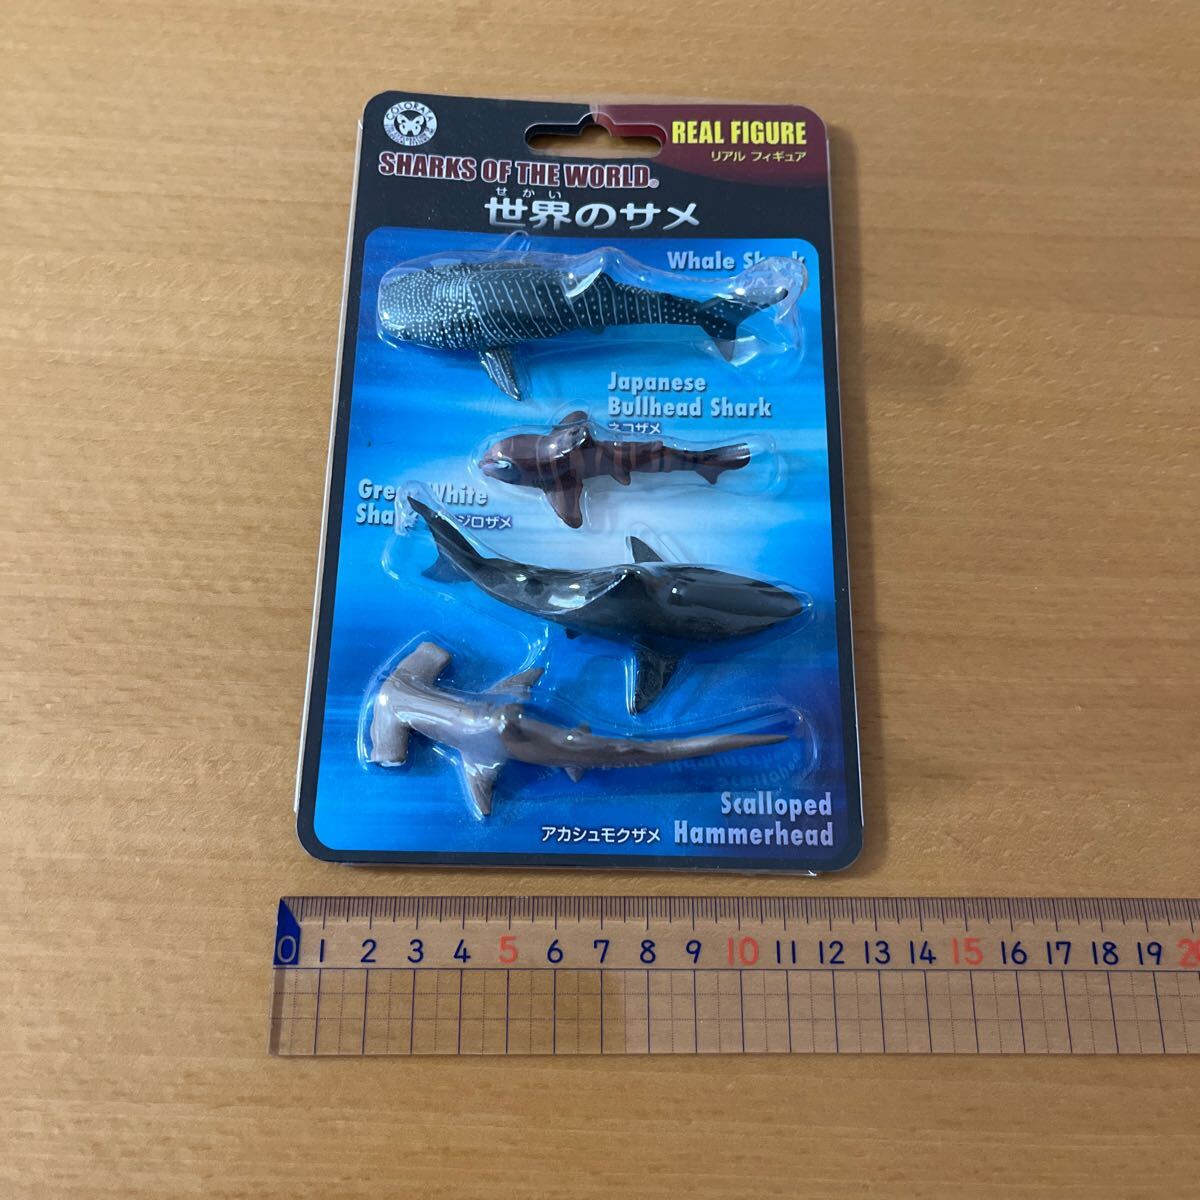 COLORATA
REAL FIGURE
リアル フィギュア
SHARKS OF THE WORLD®
せかい
世界のサメ
Whale
Japanese
Bullhead Shark
ネコザメ
White
ジロザメ
Scalloped
アカシュモクザメ Hammerhead
0 1 2 3 4 5 6 7 8 9 10 11 12 13 14 15 16 17 18 19